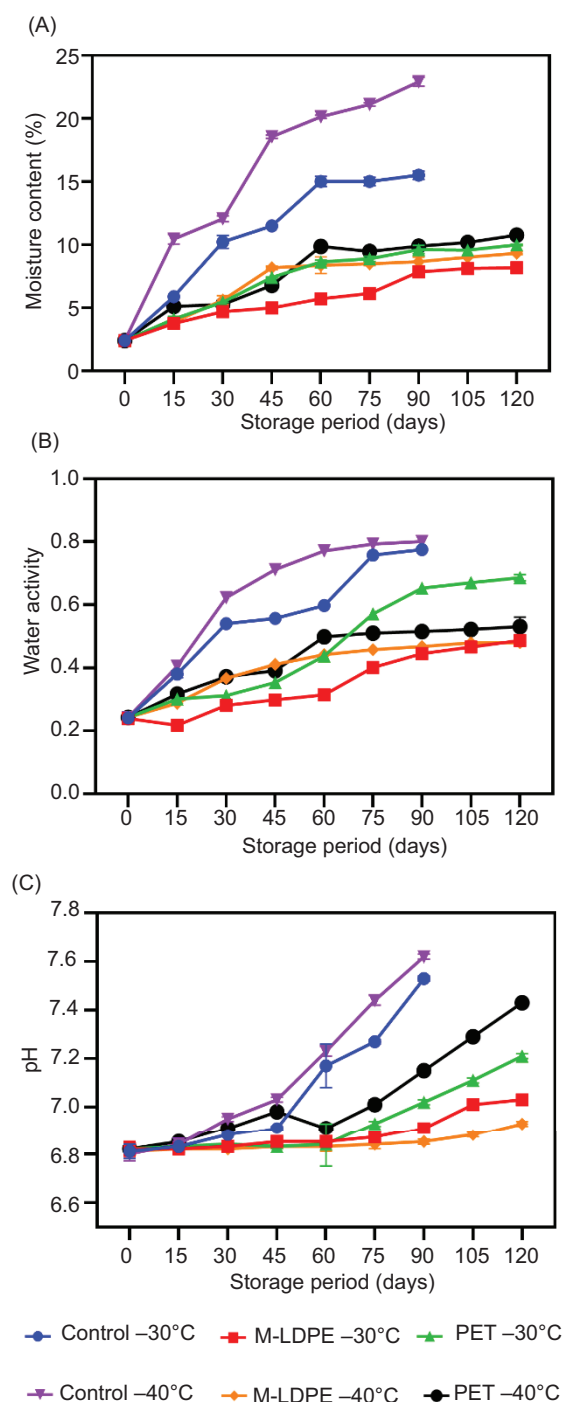 (A)
25
20
15
10
5
0
Moisture content (%)
0 15 30 45 60 75 90 105 120
Storage period (days)
(B)
1.0
0.8
0.6
0.4
0.2
0.0
Water activity
0 15 30 45 60 75 90 105 120
Storage period (days)
(C)
7.8
7.6
7.4
7.2
7.0
6.8
6.6
pH
0 15 30 45 60 75 90 105 120
Storage period (days)
Control –30°C M-LDPE –30°C PET –30°C
Control –40°C M-LDPE –40°C PET –40°C